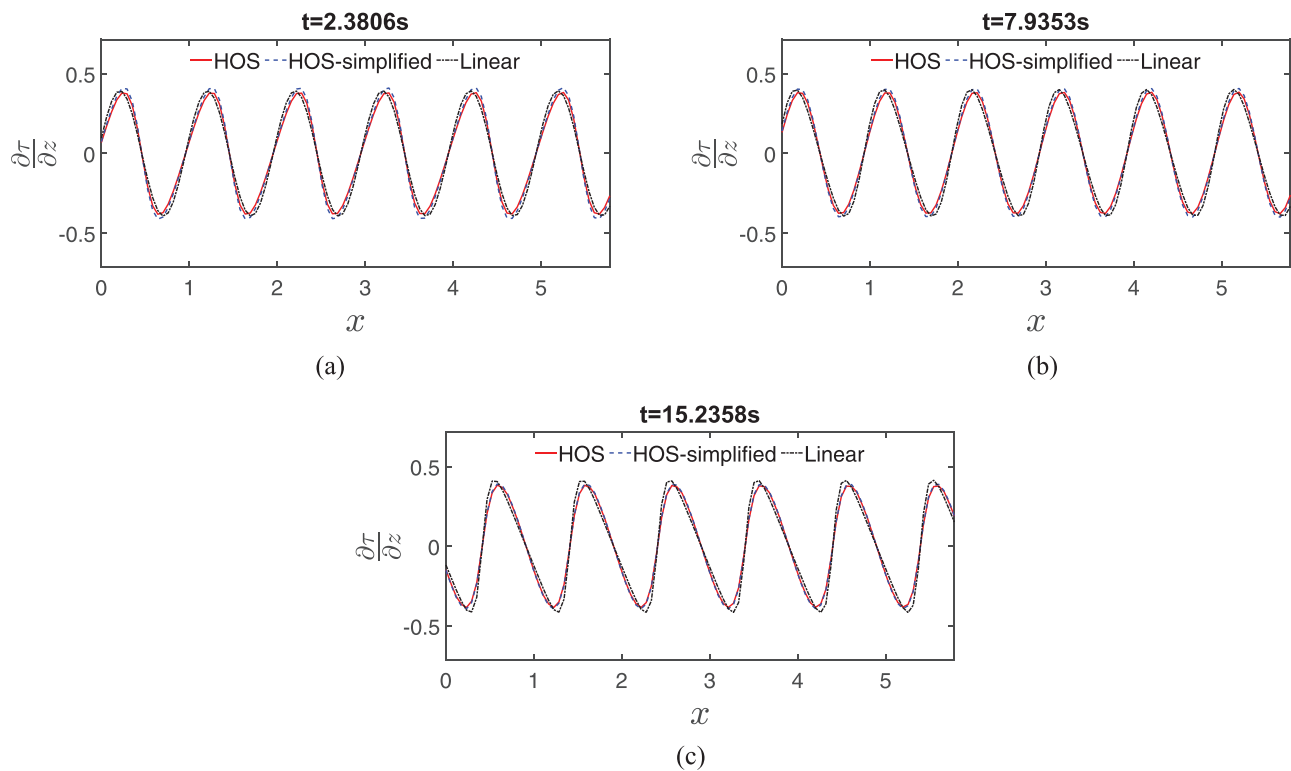 t=2.3806s
HOS HOS-simplified Linear
0.5
0
-0.5
∂τ/∂z
0 1 2 3 4 5
x
(a)
t=7.9353s
HOS HOS-simplified Linear
0.5
0
-0.5
∂τ/∂z
0 1 2 3 4 5
x
(b)
t=15.2358s
HOS HOS-simplified Linear
0.5
0
-0.5
∂τ/∂z
0 1 2 3 4 5
x
(c)